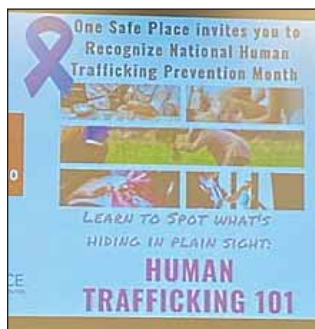 One Safe Place invites you to
Recognize National Human
Trafficking Prevention Month
LEARN TO SPOT WHAT'S
HIDING IN PLAIN SIGHT:
HUMAN
TRAFFICKING 101